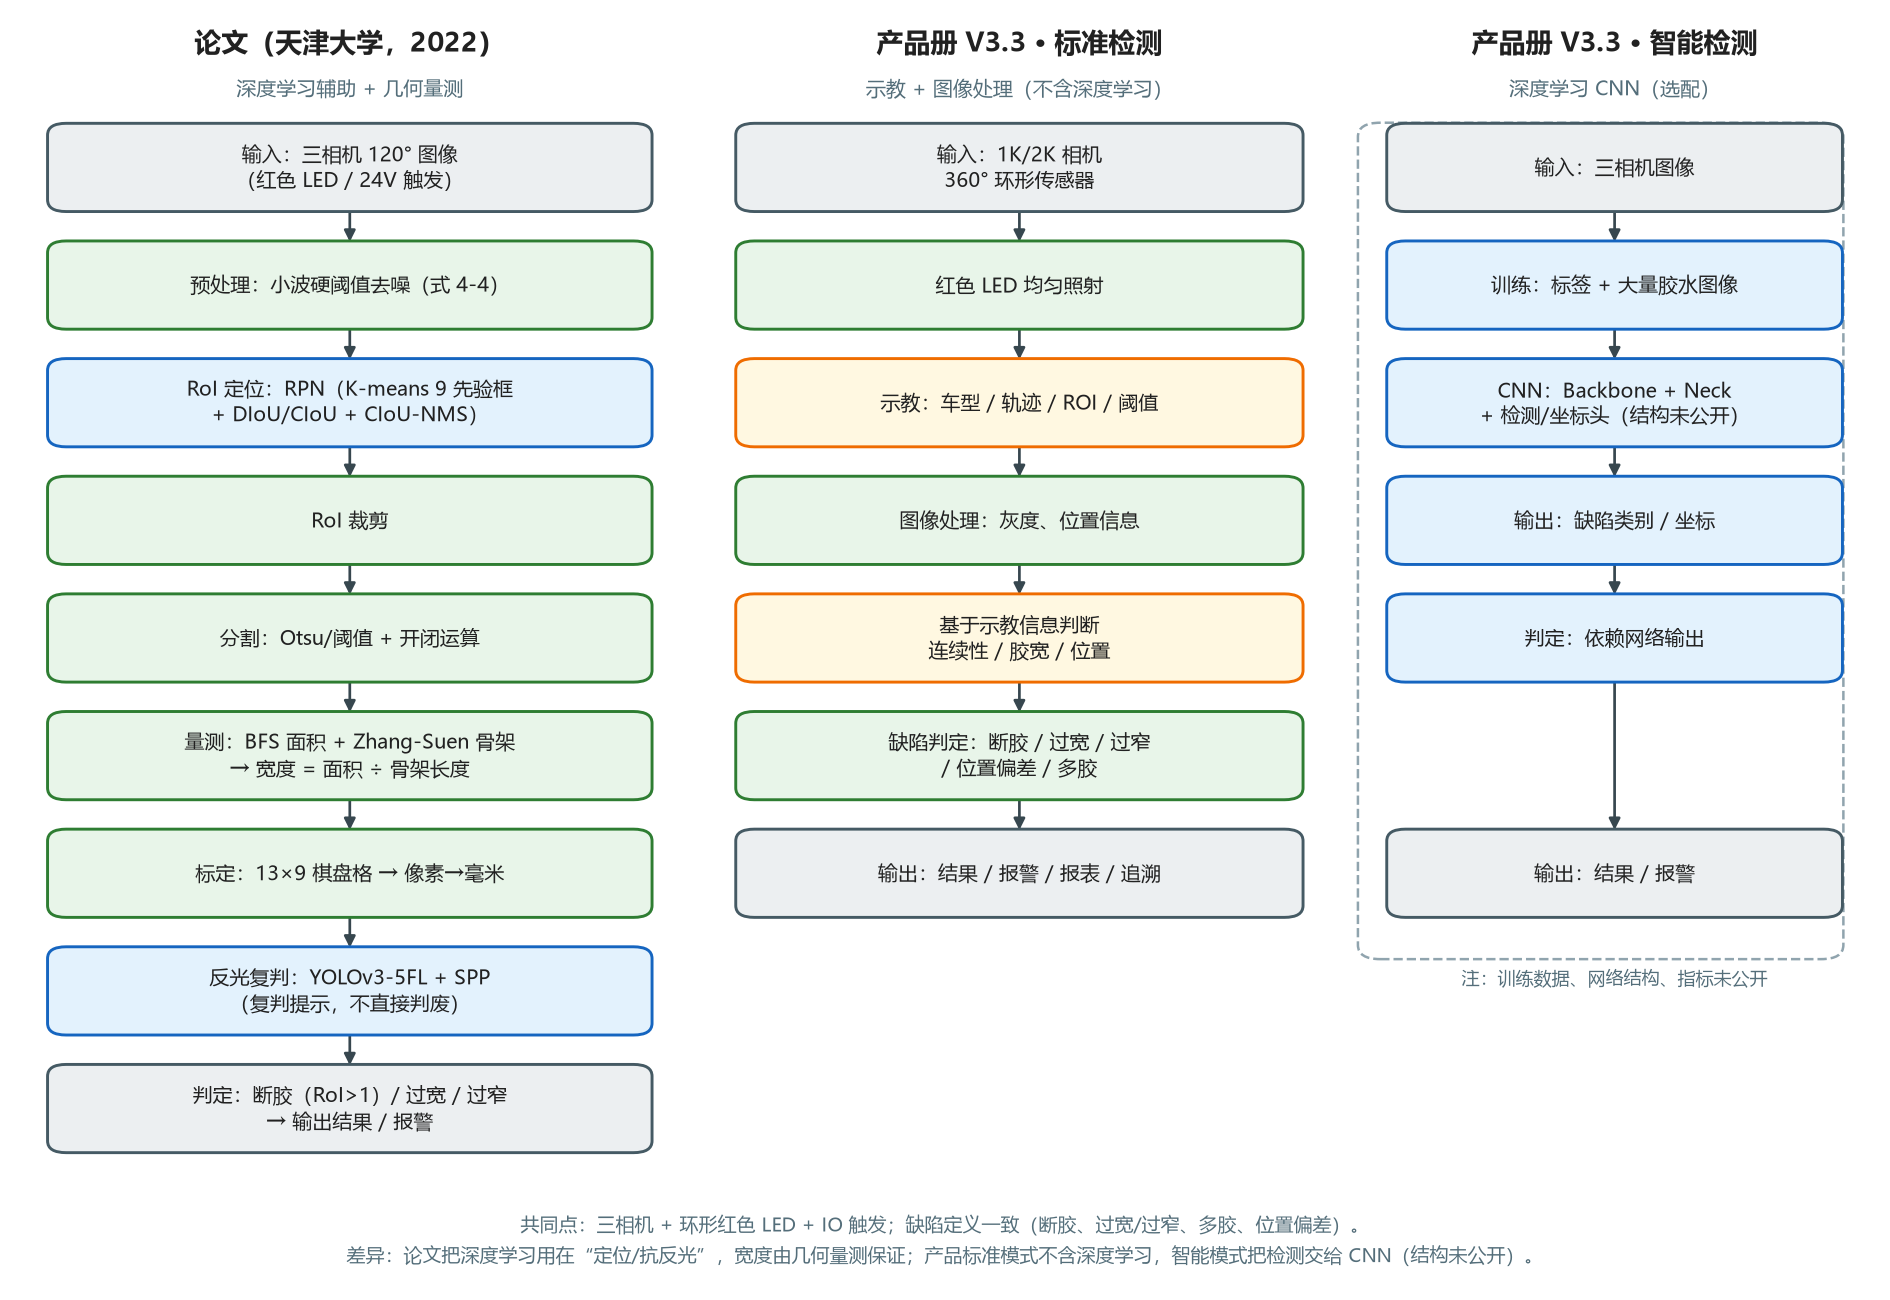 论文（天津大学，2022）
深度学习辅助 + 几何量测
输入：三相机 120° 图像
（红色 LED / 24V 触发）
预处理：小波硬阈值去噪（式 4-4）
RoI 定位：RPN（K-means 9 先验框
+ DIoU/CIoU + CIoU-NMS）
RoI 裁剪
分割：Otsu/阈值 + 开闭运算
量测：BFS 面积 + Zhang-Suen 骨架
→ 宽度 = 面积 ÷ 骨架长度
标定：13×9 棋盘格 → 像素→毫米
反光复判：YOLOv3-5FL + SPP
（复判提示，不直接判废）
判定：断胶（RoI>1）/ 过宽 / 过窄
→ 输出结果 / 报警
产品册 V3.3 • 标准检测
示教 + 图像处理（不含深度学习）
输入：1K/2K 相机
360° 环形传感器
红色 LED 均匀照射
示教：车型 / 轨迹 / ROI / 阈值
图像处理：灰度、位置信息
基于示教信息判断
连续性 / 胶宽 / 位置
缺陷判定：断胶 / 过宽 / 过窄
/ 位置偏差 / 多胶
输出：结果 / 报警 / 报表 / 追溯
产品册 V3.3 • 智能检测
深度学习 CNN（选配）
输入：三相机图像
训练：标签 + 大量胶水图像
CNN：Backbone + Neck
+ 检测/坐标头（结构未公开）
输出：缺陷类别 / 坐标
判定：依赖网络输出
输出：结果 / 报警
注：训练数据、网络结构、指标未公开
共同点：三相机 + 环形红色 LED + IO 触发；缺陷定义一致（断胶、过宽/过窄、多胶、位置偏差）。
差异：论文把深度学习用在“定位/抗反光”，宽度由几何量测保证；产品标准模式不含深度学习，智能模式把检测交给 CNN（结构未公开）。